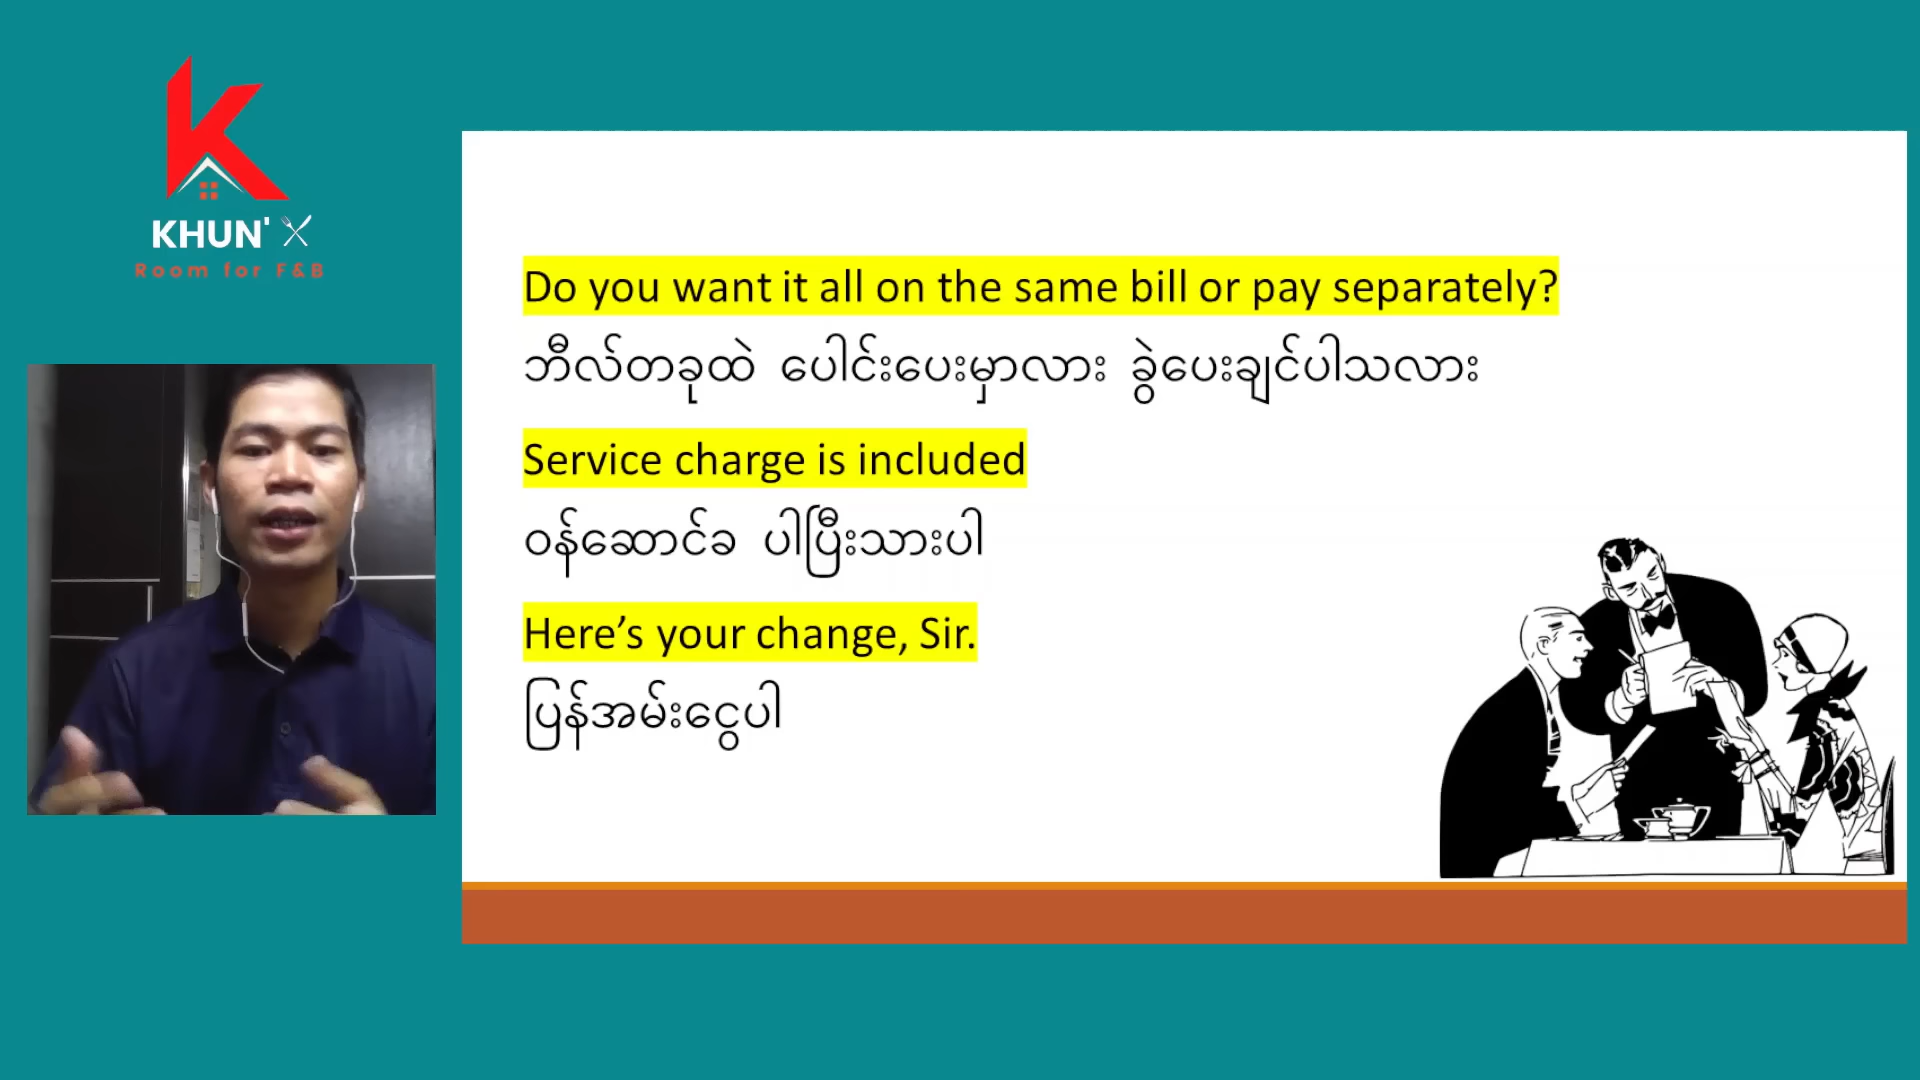 KHUN'
Room for F&B
Do you want it all on the same bill or pay separately?
ဘီလ်တခုထဲ ပေါင်းပေးမှာလား ခွဲပေးချင်ပါသလား
Service charge is included
ဝန်ဆောင်ခ ပါပြီးသားပါ
Here’s your change, Sir.
ပြန်အမ်းငွေပါ